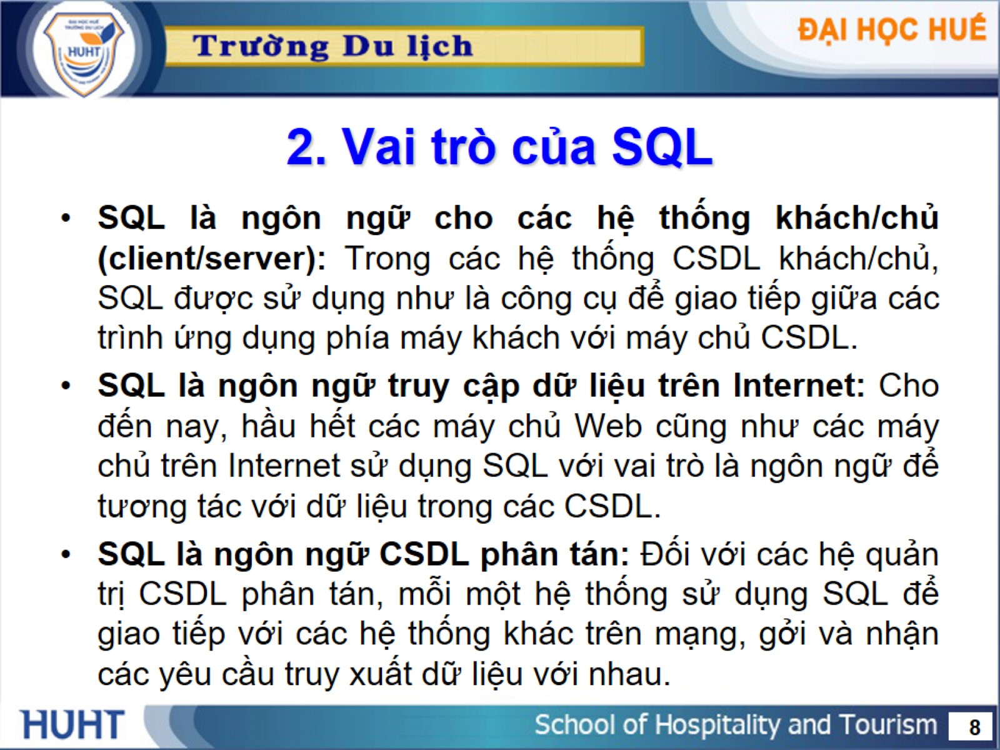 ĐẠI HỌC HUẾ
TRƯỜNG DU LỊCH
HUHT
Trường Du lịch
ĐẠI HỌC HUẾ
2. Vai trò của SQL
• SQL là ngôn ngữ cho các hệ thống khách/chủ
(client/server): Trong các hệ thống CSDL khách/chủ,
SQL được sử dụng như là công cụ để giao tiếp giữa các
trình ứng dụng phía máy khách với máy chủ CSDL.
• SQL là ngôn ngữ truy cập dữ liệu trên Internet: Cho
đến nay, hầu hết các máy chủ Web cũng như các máy
chủ trên Internet sử dụng SQL với vai trò là ngôn ngữ để
tương tác với dữ liệu trong các CSDL.
• SQL là ngôn ngữ CSDL phân tán: Đối với các hệ quản
trị CSDL phân tán, mỗi một hệ thống sử dụng SQL để
giao tiếp với các hệ thống khác trên mạng, gởi và nhận
các yêu cầu truy xuất dữ liệu với nhau.
HUHT
School of Hospitality and Tourism
8